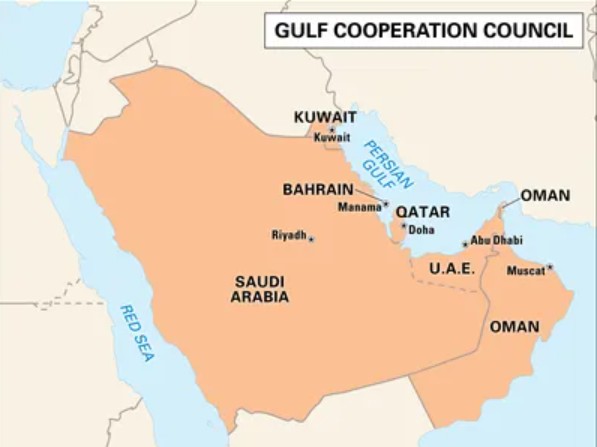 GULF COOPERATION COUNCIL
KUWAIT
Kuwait
PERSIAN
GULF
BAHRAIN
Manama
QATAR
Doha
OMAN
Riyadh
Abu Dhabi
U.A.E.
Muscat
SAUDI
ARABIA
RED SEA
OMAN